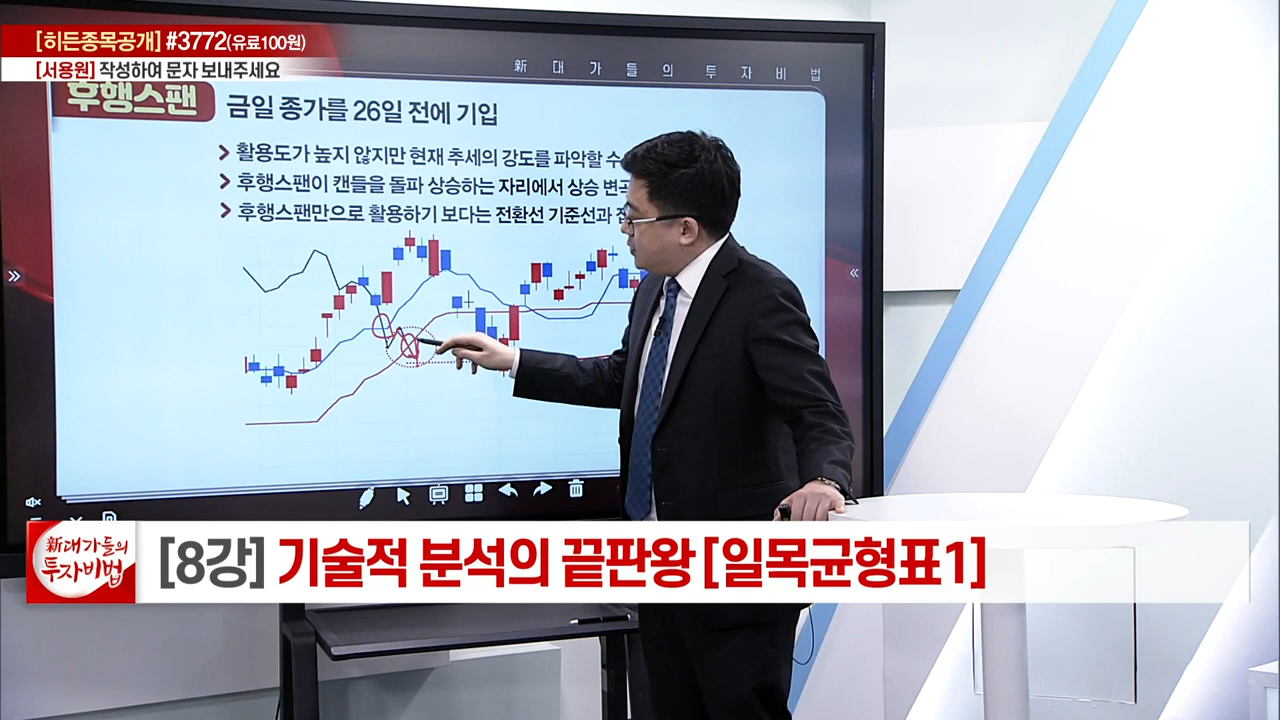 [히든종목공개] #3772(유료100원)
[서용원] 작성하여 문자 보내주세요
新 대가들의 투자비법
후행스팬 금일 종가를 26일 전에 기입
활용도가 높지 않지만 현재 추세의 강도를 파악할 수
후행스팬이 캔들을 돌파 상승하는 자리에서 상승
후행스팬만으로 활용하기 보다는 전환선 기준선과
新대가들의
투자비법
[8강] 기술적 분석의 끝판왕 [일목균형표1]